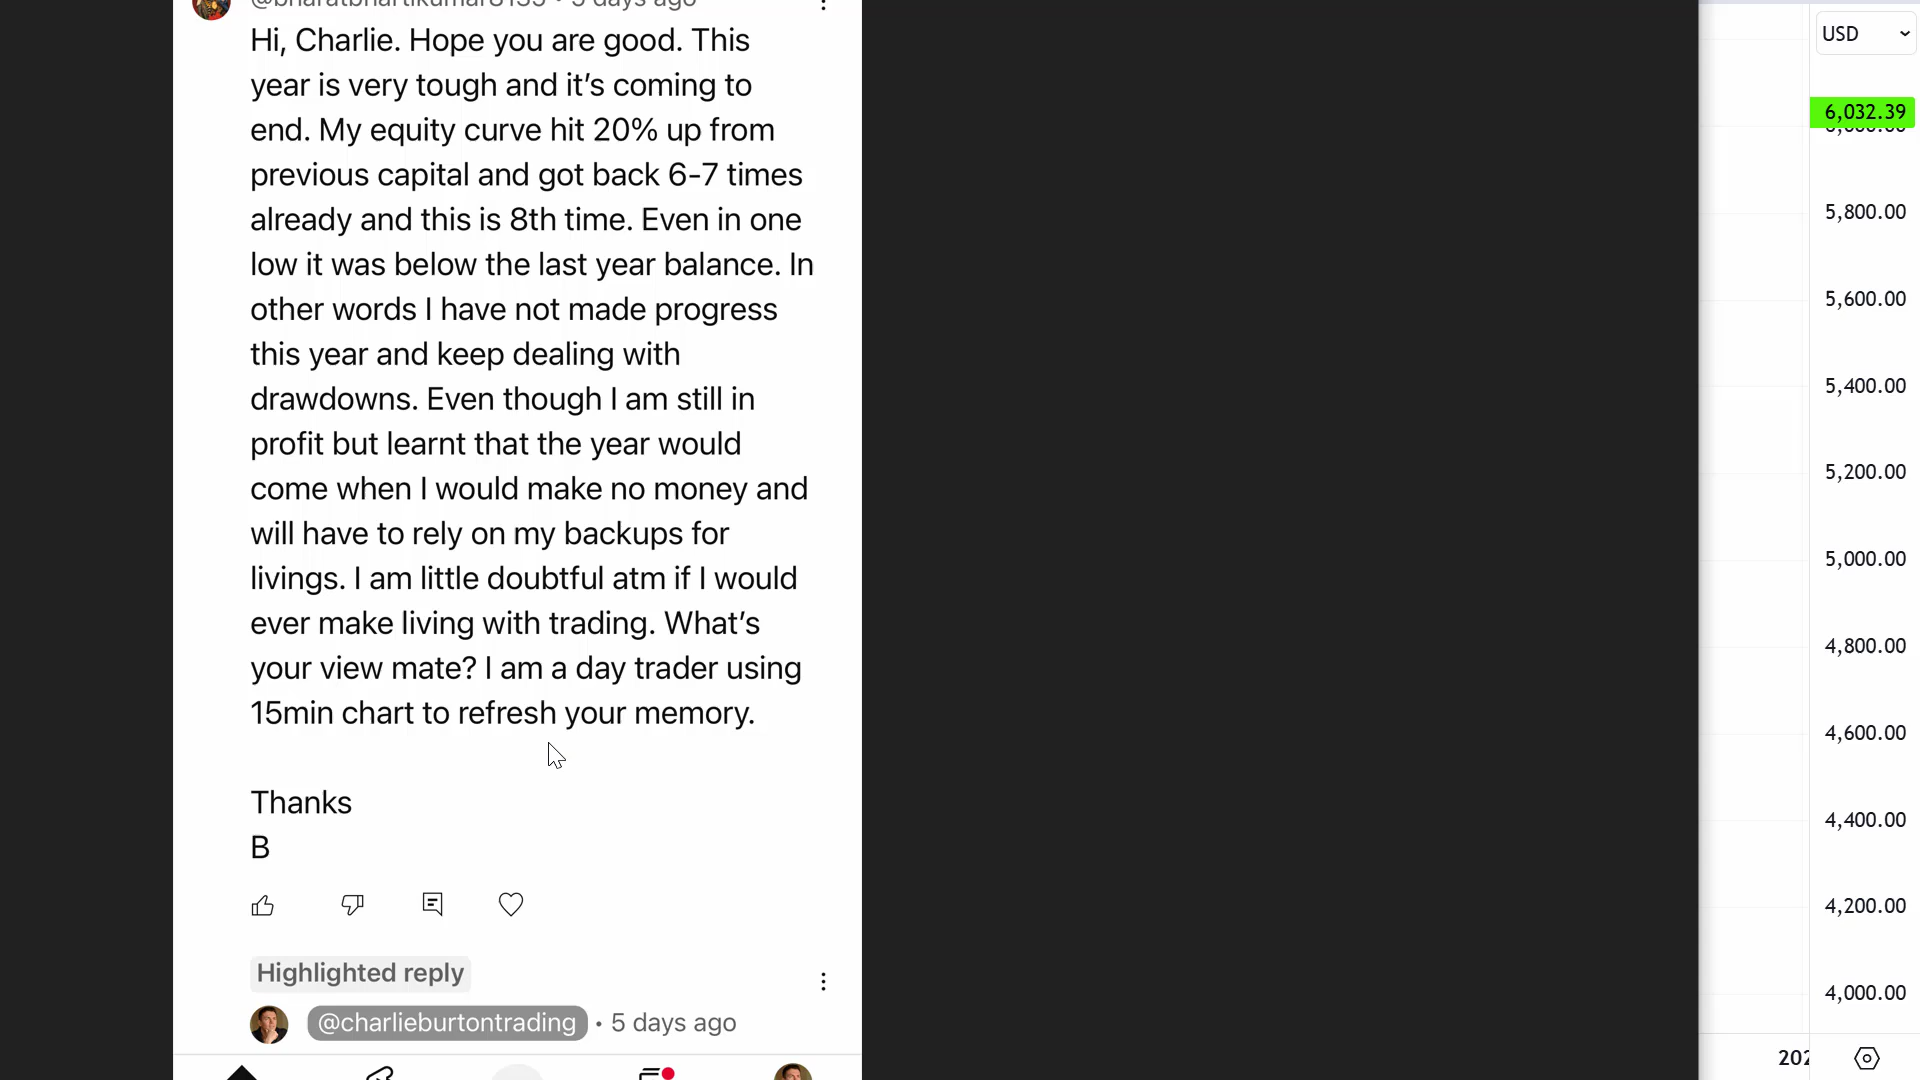 Hi, Charlie. Hope you are good. This
year is very tough and it's coming to
end. My equity curve hit 20% up from
previous capital and got back 6-7 times
already and this is 8th time. Even in one
low it was below the last year balance. In
other words I have not made progress
this year and keep dealing with
drawdowns. Even though I am still in
profit but learnt that the year would
come when I would make no money and
will have to rely on my backups for
livings. I am little doubtful atm if I would
ever make living with trading. What's
your view mate? I am a day trader using
15min chart to refresh your memory.
Thanks
B
Highlighted reply
@charlieburtontrading • 5 days ago
USD
6,032.39
5,800.00
5,600.00
5,400.00
5,200.00
5,000.00
4,800.00
4,600.00
4,400.00
4,200.00
4,000.00